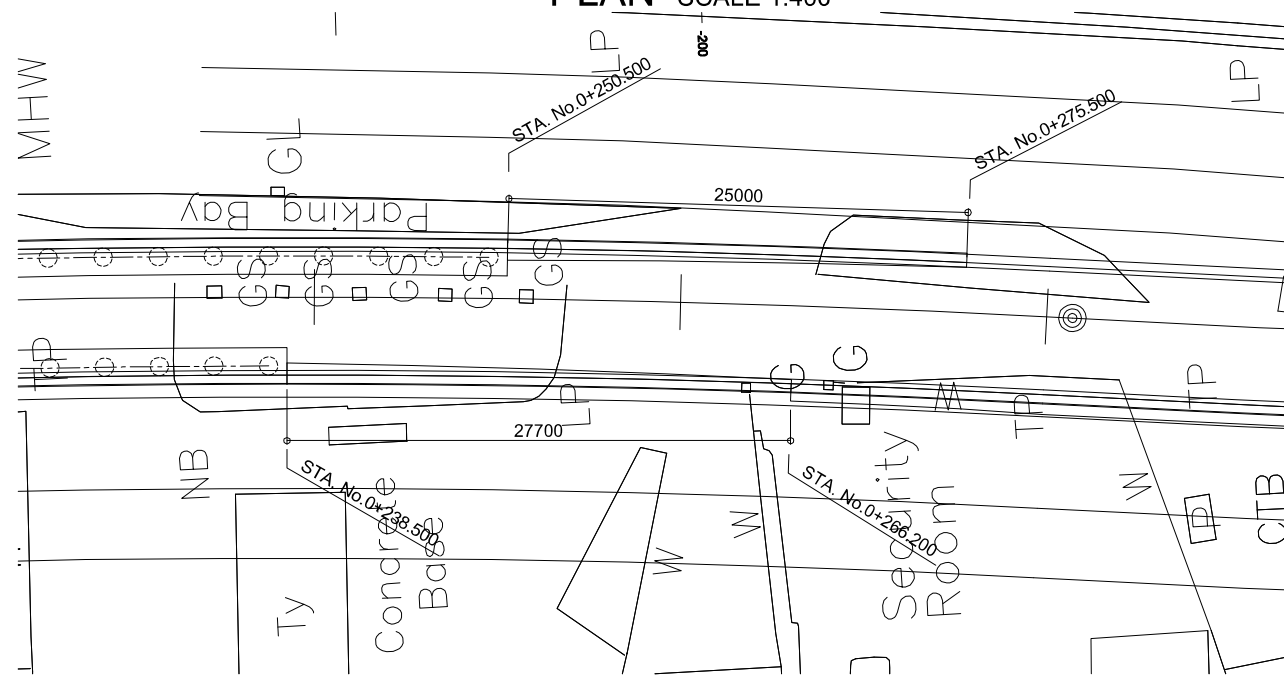 PLAN SCALE 1:400
-200
LP
LP
MHW
STA. No.0+250.500
STA. No.0+275.500
GL
25000
Parking Bay
GS
GS
GS
GS
GS
TP
G
G
M
TP
TP
LP
27700
NB
STA. No.0+238.500
STA. No.0+266.200
Concrete
Base
Security
Room
W
W
W
P
CTB
Ty